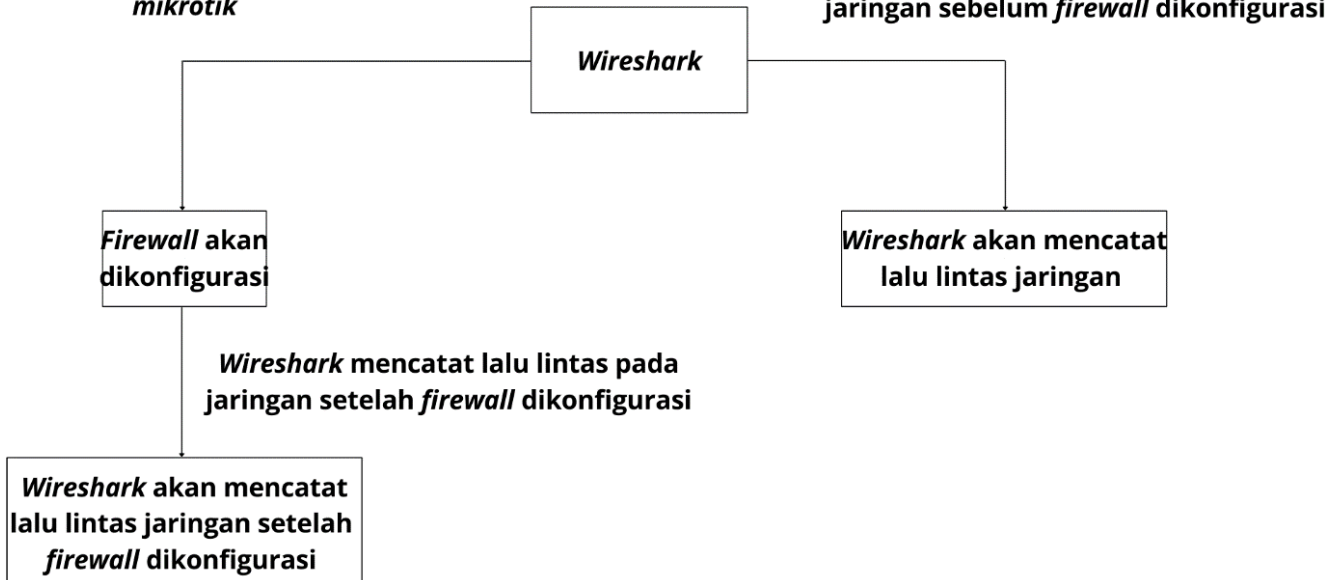 mikrotik
jaringan sebelum firewall dikonfigurasi
Wireshark
Firewall akan
dikonfigurasi
Wireshark akan mencatat
lalu lintas jaringan
Wireshark mencatat lalu lintas pada
jaringan setelah firewall dikonfigurasi
Wireshark akan mencatat
lalu lintas jaringan setelah
firewall dikonfigurasi